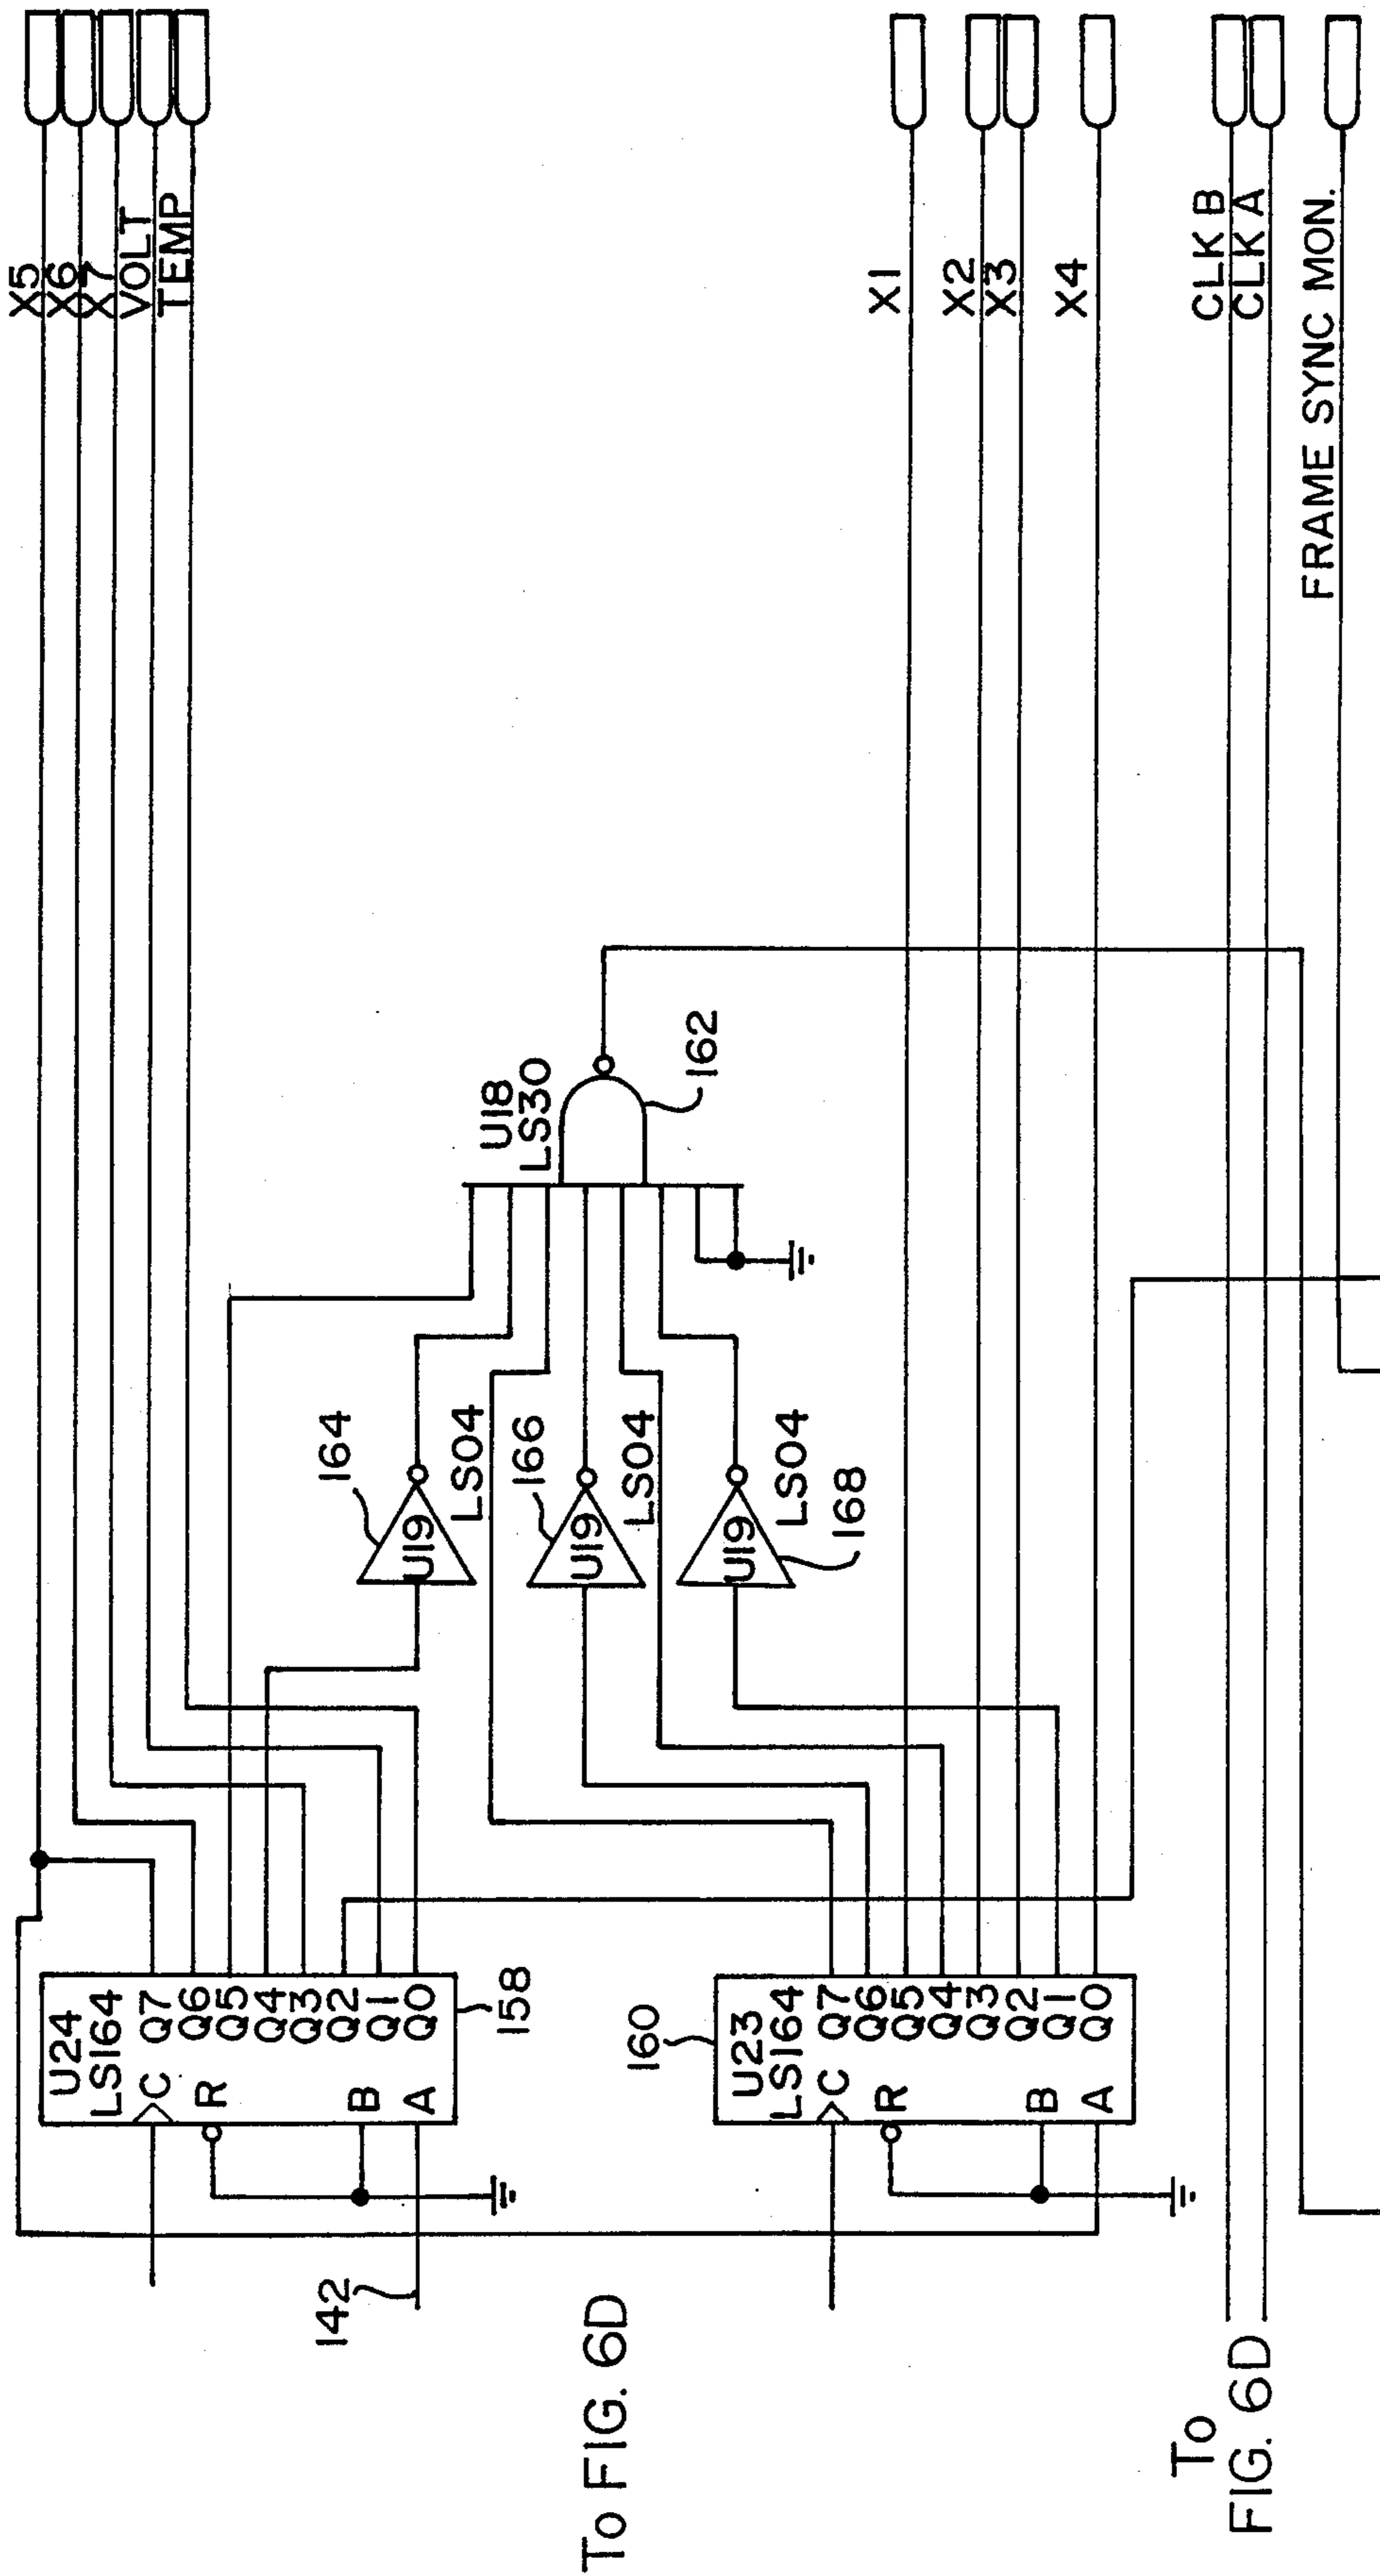 X5
X6
X7
VOLT
TEMP
X1
X2
X3
X4
CLK B
CLK A
FRAME SYNC MON.
U18
LS30
162
164
U19
LS04
166
U19
LS04
U19
LS04
168
U24
LS164
C
R
B
A
Q7
Q6
Q5
Q4
Q3
Q2
Q1
Q0
158
142
160
U23
LS164
C
R
B
A
Q7
Q6
Q5
Q4
Q3
Q2
Q1
Q0
To FIG. 6D
To
FIG. 6D